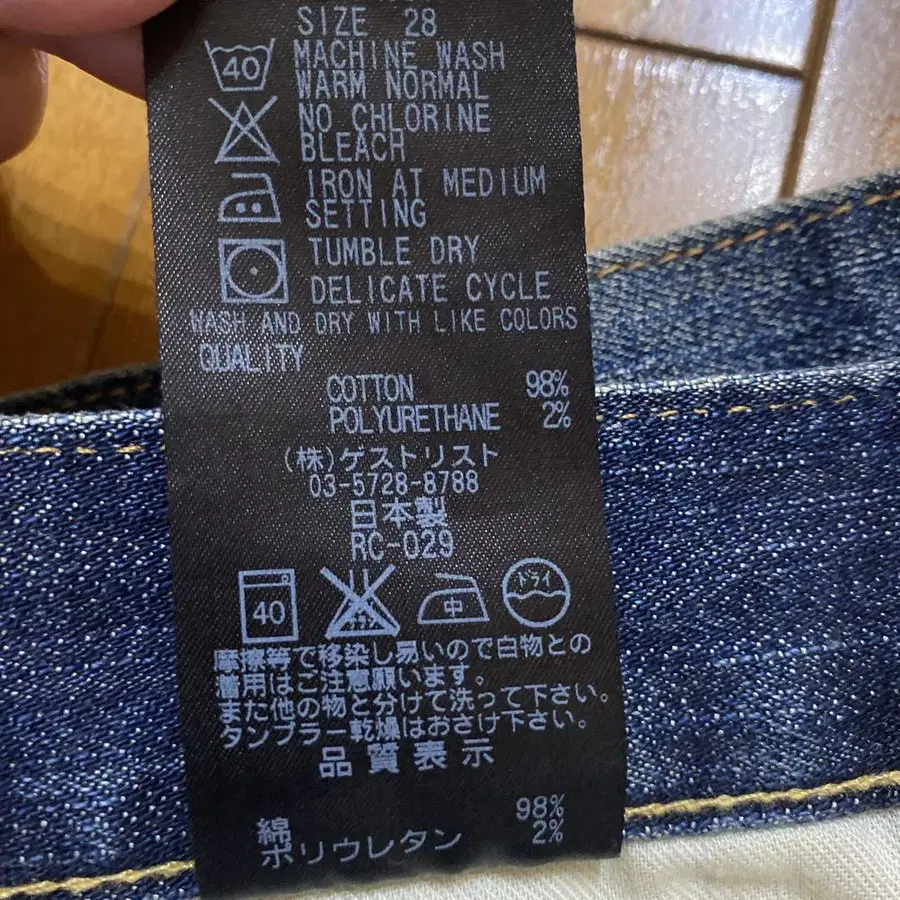 SIZE 28
40
MACHINE WASH
WARM NORMAL
NO CHLORINE
BLEACH
IRON AT MEDIUM
SETTING
TUMBLE DRY
DELICATE CYCLE
WASH AND DRY WITH LIKE COLORS
QUALITY
COTTON 98%
POLYURETHANE 2%
(株)ゲストリスト
03-5728-8788
日本製
RC-029
40
中
ドライ
摩擦等で移染し易いので白物との
着用はご注意願います。
また他の物と分けて洗って下さい。
タンブラー乾燥はおさけ下さい。
品質表示
綿 98%
ポリウレタン 2%